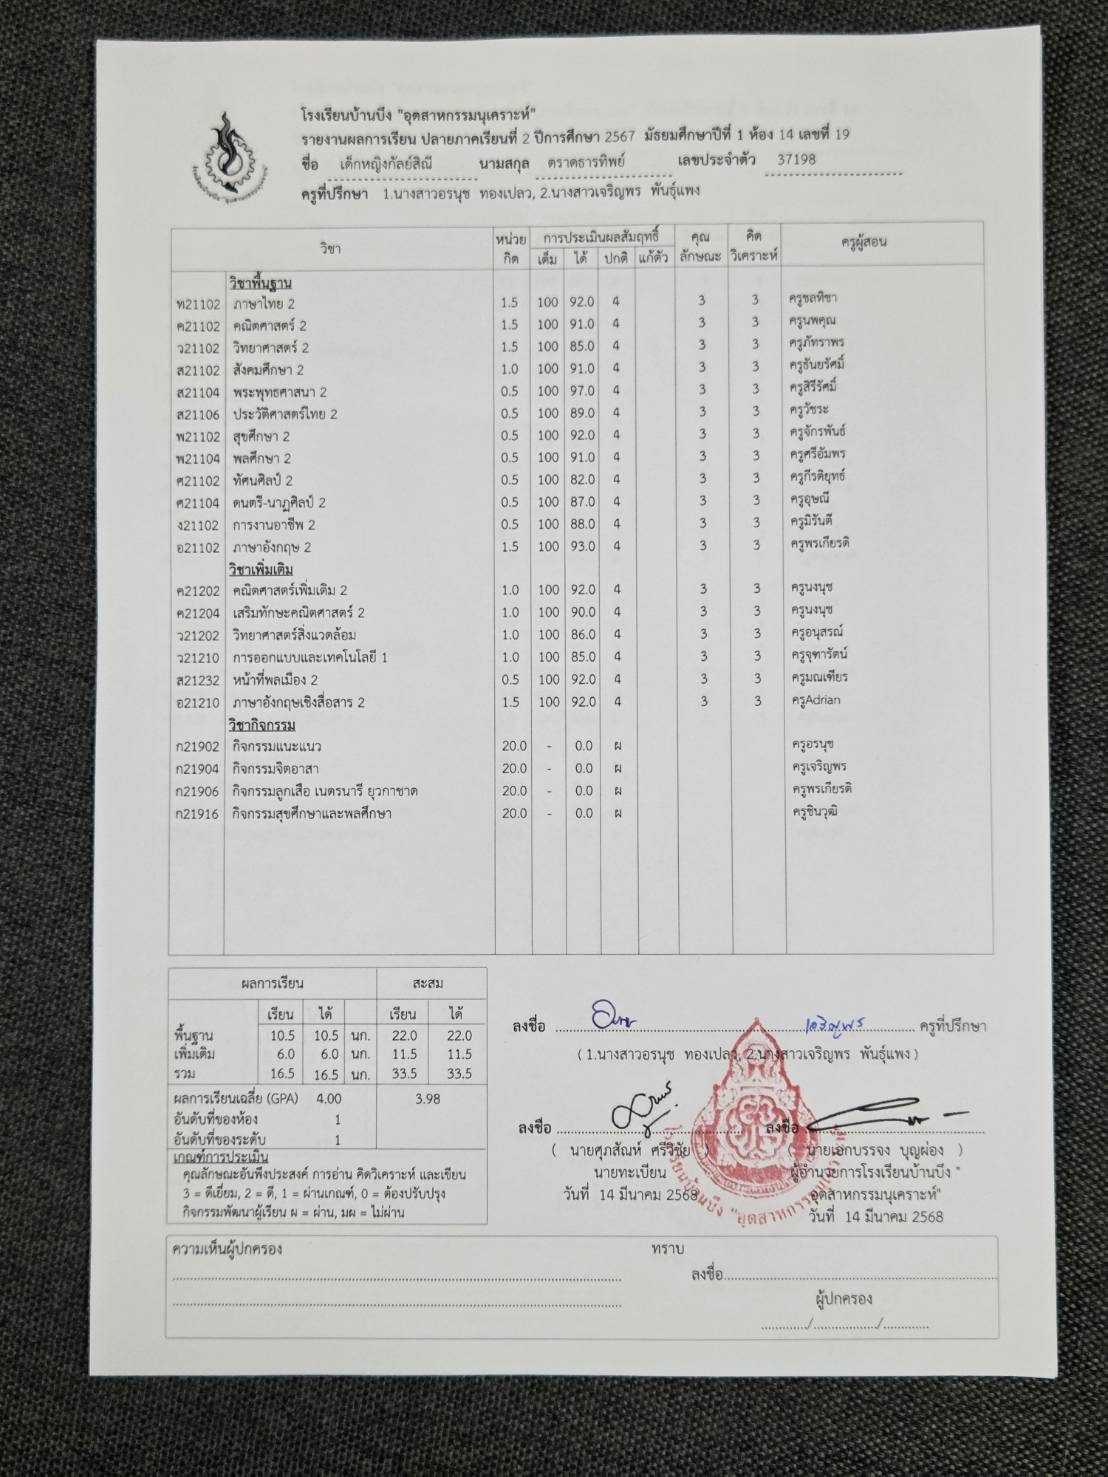 โรงเรียนบ้านบึง "อุตสาหกรรมนุเคราะห์"
รายงานผลการเรียน ปลายภาคเรียนที่ 2 ปีการศึกษา 2567 มัธยมศึกษาปีที่ 1 ห้อง 14 เลขที่ 19
ชื่อ เด็กหญิงกัลย์สิณี นามสกุล ตราดธารทิพย์ เลขประจำตัว 37198
ครูที่ปรึกษา 1.นางสาวอรนุช ทองเปลว, 2.นางสาวเจริญพร พันธุ์แพง
วิชา หน่วยกิต การประเมินผลสัมฤทธิ์ คุณลักษณะ คิดวิเคราะห์ ครูผู้สอน
เต็ม ได้ ปกติ แก้ตัว
วิชาพื้นฐาน
ท21102 ภาษาไทย 2 1.5 100 92.0 4 3 3 ครูชลทิชา
ค21102 คณิตศาสตร์ 2 1.5 100 91.0 4 3 3 ครูนพคุณ
ว21102 วิทยาศาสตร์ 2 1.5 100 85.0 4 3 3 ครูภัทราพร
ส21102 สังคมศึกษา 2 1.0 100 91.0 4 3 3 ครูธันยรัศมิ์
ส21104 พระพุทธศาสนา 2 0.5 100 97.0 4 3 3 ครูสิรีรัศมิ์
ส21106 ประวัติศาสตร์ไทย 2 0.5 100 89.0 4 3 3 ครูวัชระ
พ21102 สุขศึกษา 2 0.5 100 92.0 4 3 3 ครูจักรพันธ์
พ21104 พลศึกษา 2 0.5 100 91.0 4 3 3 ครูศรีอัมพร
ศ21102 ทัศนศิลป์ 2 0.5 100 82.0 4 3 3 ครูกีรติยุทธ์
ศ21104 ดนตรี-นาฏศิลป์ 2 0.5 100 87.0 4 3 3 ครูอุษณี
ง21102 การงานอาชีพ 2 0.5 100 88.0 4 3 3 ครูมิรันตี
อ21102 ภาษาอังกฤษ 2 1.5 100 93.0 4 3 3 ครูพรเกียรติ
วิชาเพิ่มเติม
ค21202 คณิตศาสตร์เพิ่มเติม 2 1.0 100 92.0 4 3 3 ครูนงนุช
ค21204 เสริมทักษะคณิตศาสตร์ 2 1.0 100 90.0 4 3 3 ครูนงนุช
ว21202 วิทยาศาสตร์สิ่งแวดล้อม 1.0 100 86.0 4 3 3 ครูอนุสรณ์
ว21210 การออกแบบและเทคโนโลยี 1 1.0 100 85.0 4 3 3 ครูจุฑารัตน์
ส21232 หน้าที่พลเมือง 2 0.5 100 92.0 4 3 3 ครูมณเฑียร
อ21210 ภาษาอังกฤษเชิงสื่อสาร 2 1.5 100 92.0 4 3 3 ครูAdrian
วิชากิจกรรม
ก21902 กิจกรรมแนะแนว 20.0 - 0.0 ผ ครูอรนุช
ก21904 กิจกรรมจิตอาสา 20.0 - 0.0 ผ ครูเจริญพร
ก21906 กิจกรรมลูกเสือ เนตรนารี ยุวกาชาด 20.0 - 0.0 ผ ครูพรเกียรติ
ก21916 กิจกรรมสุขศึกษาและพลศึกษา 20.0 - 0.0 ผ ครูชินวุฒิ
ผลการเรียน สะสม
เรียน ได้ เรียน ได้
พื้นฐาน 10.5 10.5 นก. 22.0 22.0
เพิ่มเติม 6.0 6.0 นก. 11.5 11.5
รวม 16.5 16.5 นก. 33.5 33.5
ผลการเรียนเฉลี่ย (GPA) 4.00 3.98
อันดับที่ของห้อง 1
อันดับที่ของระดับ 1
เกณฑ์การประเมิน
คุณลักษณะอันพึงประสงค์ การอ่าน คิดวิเคราะห์ และเขียน
3 = ดีเยี่ยม, 2 = ดี, 1 = ผ่านเกณฑ์, 0 = ต้องปรับปรุง
กิจกรรมพัฒนาผู้เรียน ผ = ผ่าน, มผ = ไม่ผ่าน
ลงชื่อ เจริญพร ครูที่ปรึกษา
( 1.นางสาวอรนุช ทองเปลว, 2.นางสาวเจริญพร พันธุ์แพง )
ลงชื่อ
( นายศุภสัณห์ ศรีวิชัย )
นายทะเบียน
วันที่ 14 มีนาคม 2568
ลงชื่อ
( นายเอกบรรจง บุญผ่อง )
ผู้อำนวยการโรงเรียนบ้านบึง "
อุตสาหกรรมนุเคราะห์"
วันที่ 14 มีนาคม 2568
โรงเรียนบ้านบึง "อุตสาหกรรมนุเคราะห์"
ความเห็นผู้ปกครอง
ทราบ
ลงชื่อ
ผู้ปกครอง